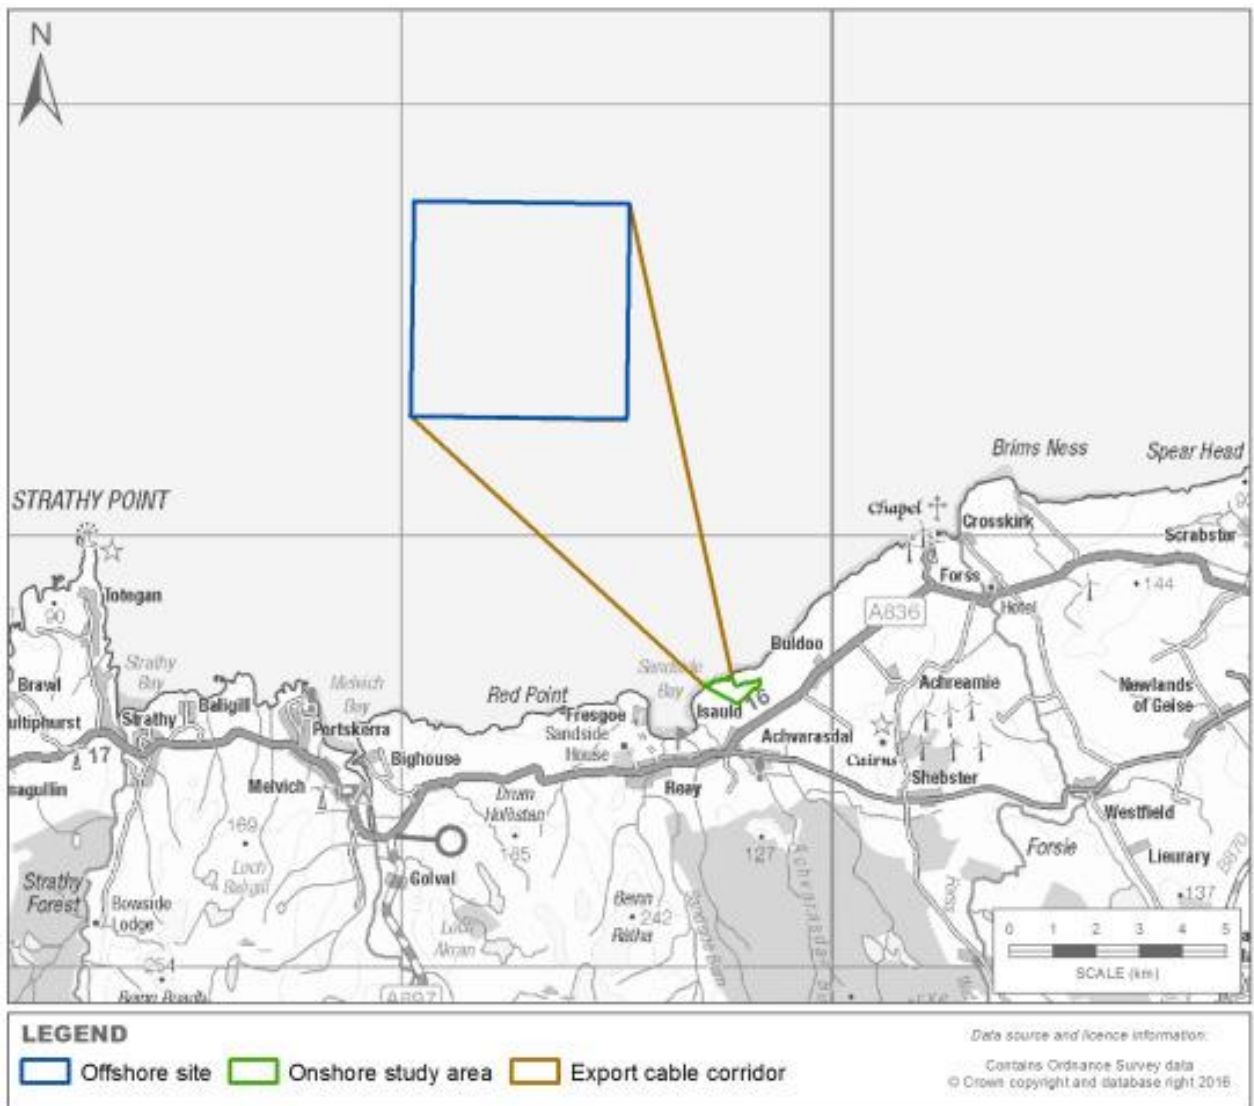 N
Brims Ness
Spear Head
STRATHY POINT
Chapel
Crosskirk
Scrabster
Totegan
90
Forss
144
Hotel
A836
Buldoo
Strathy
Bay
Sandside
Bay
Brawl
Melvich
Bay
Red Point
Achreamie
Newlands
of Geise
ultiphurst
Strathy
Baligill
Portskerra
Fresgoe
Isauld
16
Sandside
House
Achvarasdal
17
Bighouse
Cairns
Shebster
nagullin
Melvich
Reay
Drum
Hollistan
185
Westfield
169
127
Forsie
Lieurary
Loch
Baligill
B870
Strathy
Forest
Golval
137
Bowside
Lodge
Beinn
Ratha
242
Loch
Akran
254
A897
0 1 2 3 4 5
SCALE (km)
LEGEND
Offshore site
Onshore study area
Export cable corridor
Data source and licence information:
Contains Ordnance Survey data
© Crown copyright and database right 2016